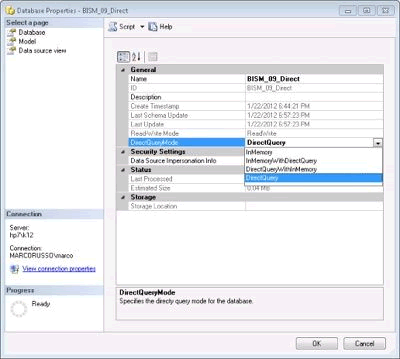 Database Properties - BISM_09_Direct
Select a page
Database
Model
Data source view
Script
Help
General
Name BISM_09_Direct
ID BISM_09_Direct
Description
Create Timestamp 1/22/2012 6:44:21 PM
Last Schema Update 1/22/2012 6:57:23 PM
Last Update 1/22/2012 6:57:23 PM
Read-Write Mode ReadWrite
DirectQueryMode DirectQuery
Security Settings InMemory
Data Source Impersonation Info InMemoryWithDirectQuery
Status DirectQueryWithInMemory
Last Processed DirectQuery
Estimated Size 0,04 MB
Storage
Storage Location
Connection
Server:
hp7\k12
Connection:
MARCORUSSO\marco
View connection properties
Progress
Ready
DirectQueryMode
Specifies the directy query mode for the database.
OK
Cancel